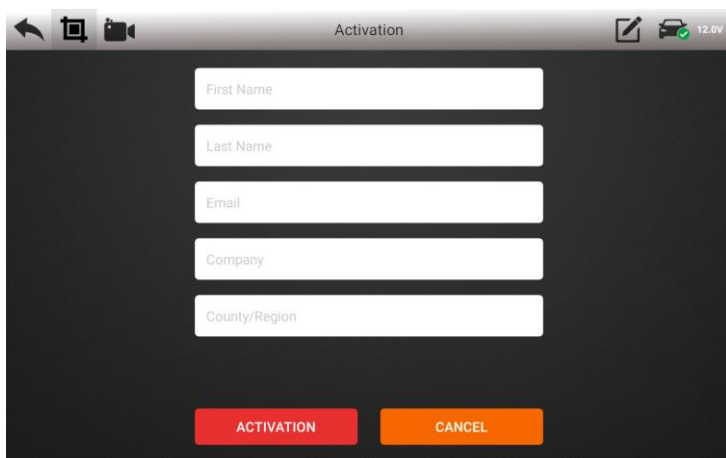 Activation
12.0V
First Name
Last Name
Email
Company
County/Region
ACTIVATION
CANCEL